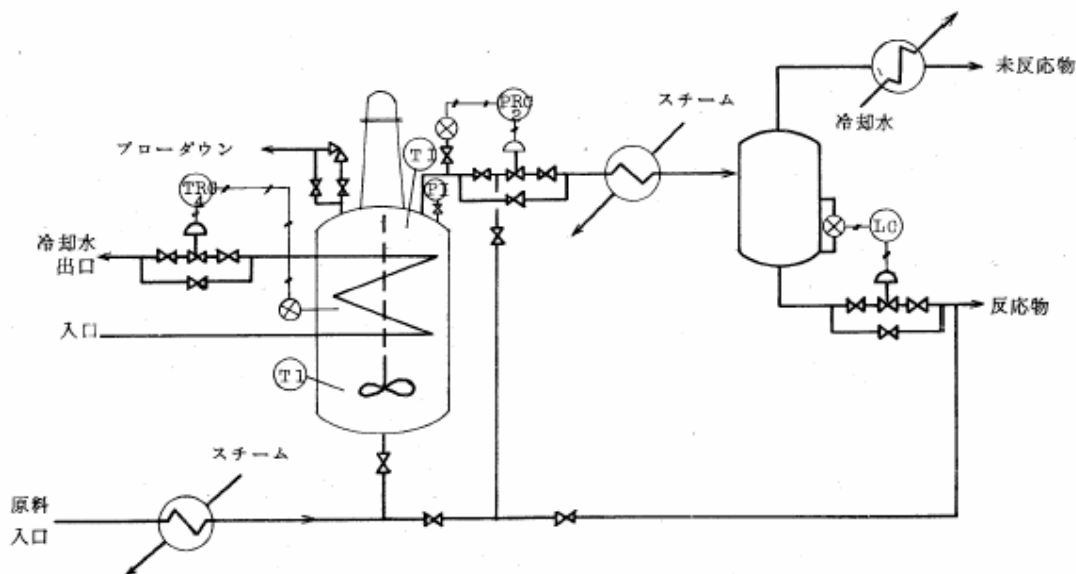 スチーム
未反応物
冷却水
ブローダウン
PRC
2
TI
PI
TRC
4
LC
冷却水
出口
反応物
入口
T1
スチーム
原料
入口